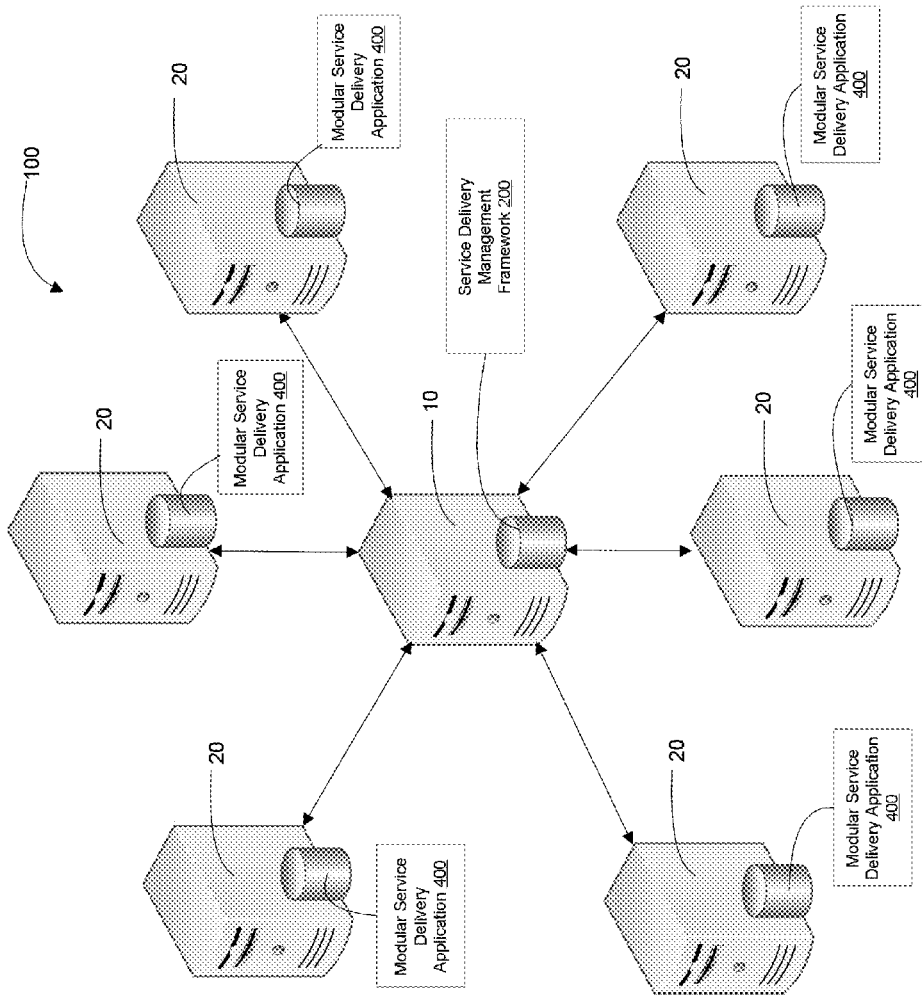 100
20
Modular Service
Delivery
Application 400
20
Modular Service
Delivery
Application 400
20
Modular Service
Delivery
Application 400
10
Service Delivery
Management
Framework 200
20
Modular Service
Delivery Application
400
20
Modular Service
Delivery Application
400
20
Modular Service
Delivery Application
400